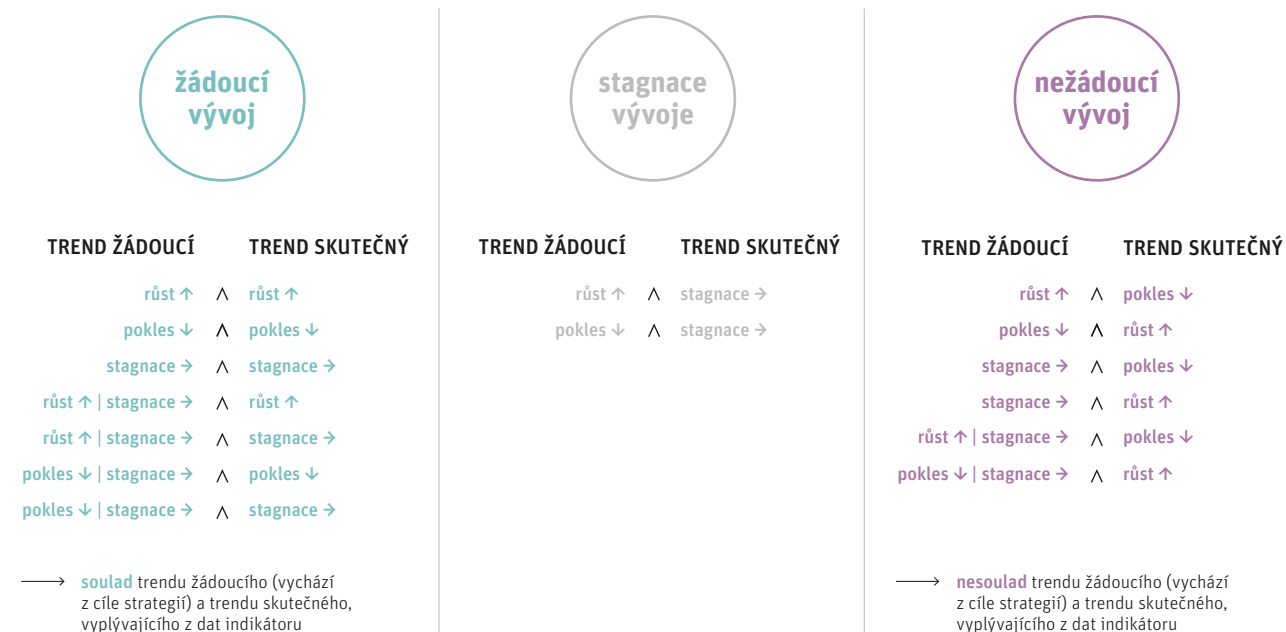 žádoucí
vývoj
TREND ŽÁDOUCÍ TREND SKUTEČNÝ
růst ↑ ∧ růst ↑
pokles ↓ ∧ pokles ↓
stagnace → ∧ stagnace →
růst ↑ | stagnace → ∧ růst ↑
růst ↑ | stagnace → ∧ stagnace →
pokles ↓ | stagnace → ∧ pokles ↓
pokles ↓ | stagnace → ∧ stagnace →
⟶ soulad trendu žádoucího (vychází
z cíle strategií) a trendu skutečného,
vyplývajícího z dat indikátoru
stagnace
vývoje
TREND ŽÁDOUCÍ TREND SKUTEČNÝ
růst ↑ ∧ stagnace →
pokles ↓ ∧ stagnace →
nežádoucí
vývoj
TREND ŽÁDOUCÍ TREND SKUTEČNÝ
růst ↑ ∧ pokles ↓
pokles ↓ ∧ růst ↑
stagnace → ∧ pokles ↓
stagnace → ∧ růst ↑
růst ↑ | stagnace → ∧ pokles ↓
pokles ↓ | stagnace → ∧ růst ↑
⟶ nesoulad trendu žádoucího (vychází
z cíle strategií) a trendu skutečného,
vyplývajícího z dat indikátoru